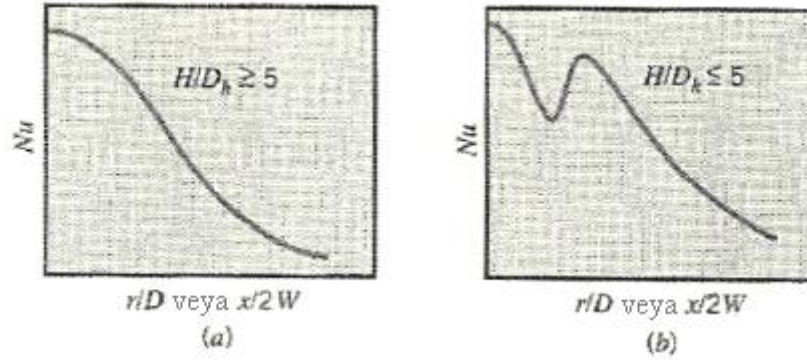 Nu
H/D_h ≥ 5
r/D veya x/2W
(a)
Nu
H/D_h ≤ 5
r/D veya x/2W
(b)